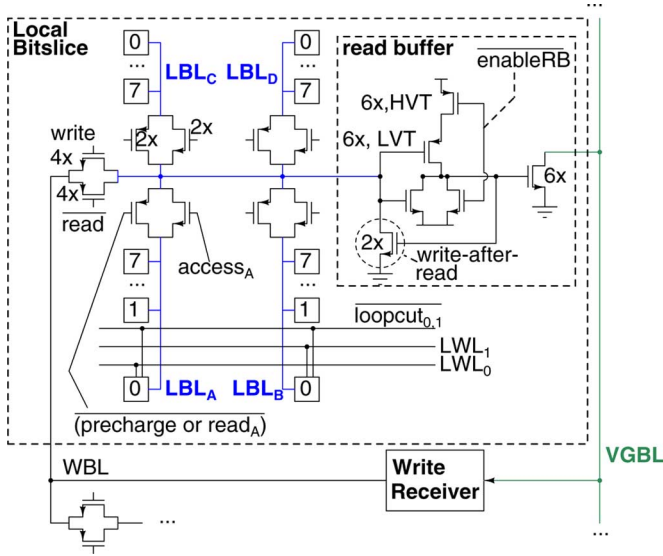 ...
Local
Bitslice
0
0
read buffer
enableRB
...
...
LBLC
LBLD
7
7
6x,HVT
write
2x
2x
6x, LVT
4x
4x
6x
read
2x
accessA
write-after-
read
7
7
...
...
1
1
loopcut0,1
LWL1
LWL0
0
LBLA
LBLB
0
(precharge or readA)
VGBL
WBL
Write
Receiver
...
...